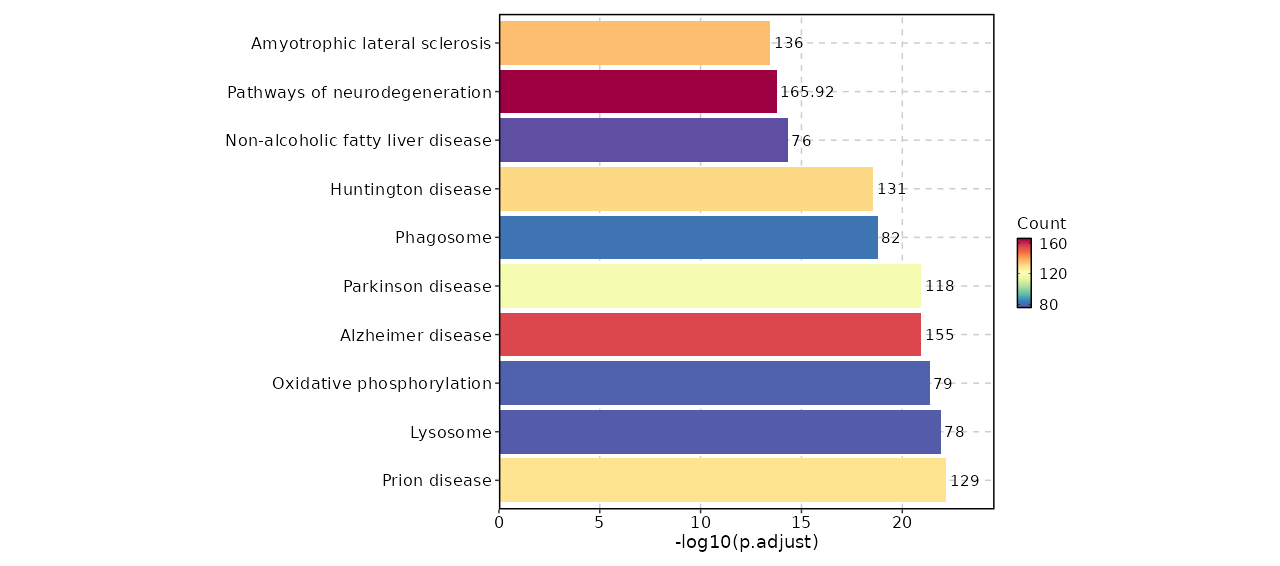 Amyotrophic lateral sclerosis 136
Pathways of neurodegeneration 165.92
Non-alcoholic fatty liver disease 76
Huntington disease 131
Phagosome 82
Parkinson disease 118
Alzheimer disease 155
Oxidative phosphorylation 79
Lysosome 78
Prion disease 129
0 5 10 15 20
-log10(p.adjust)
Count
160
120
80